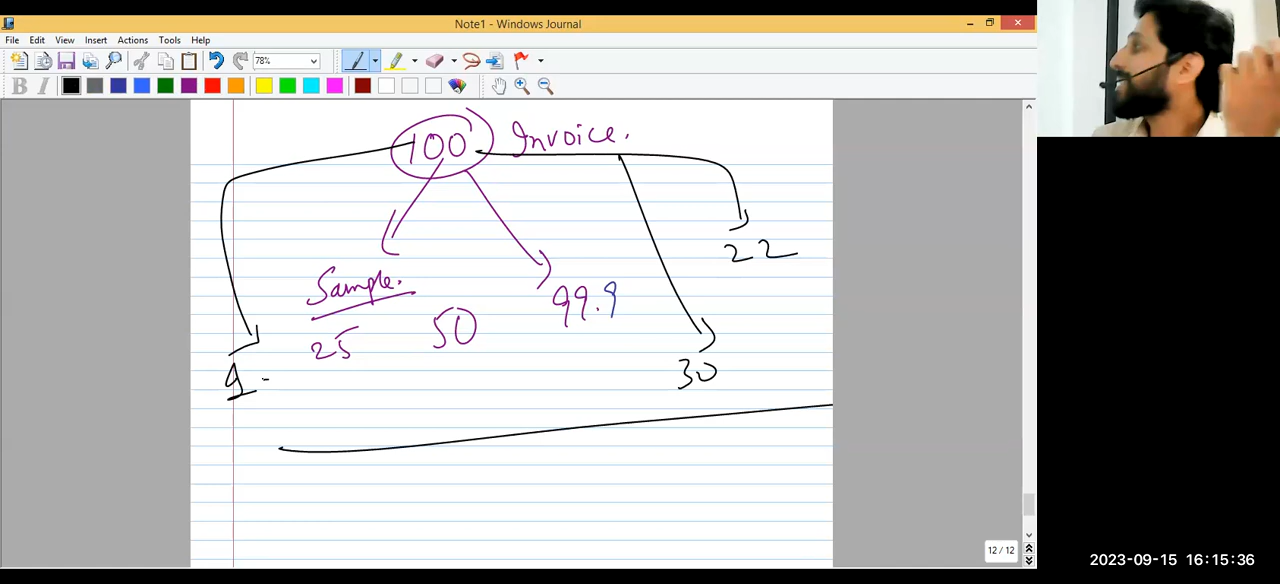 Note1 - Windows Journal
File Edit View Insert Actions Tools Help
78%
B I
100 Invoice.
22
Sample. 99.9
25 50
30
12 / 12
2023-09-15 16:15:36